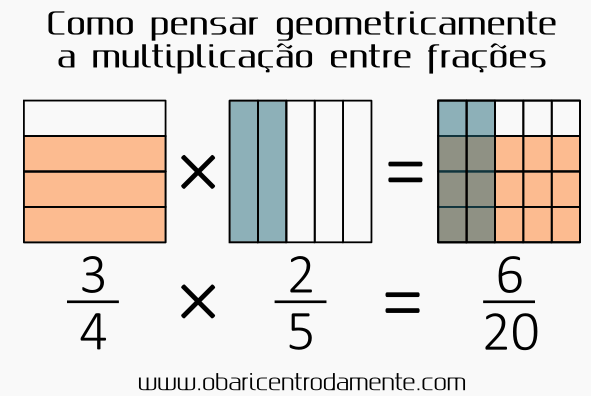 Como pensar geometricamente
a multiplicação entre frações
× =
3/4 × 2/5 = 6/20
www.obaricentrodamente.com